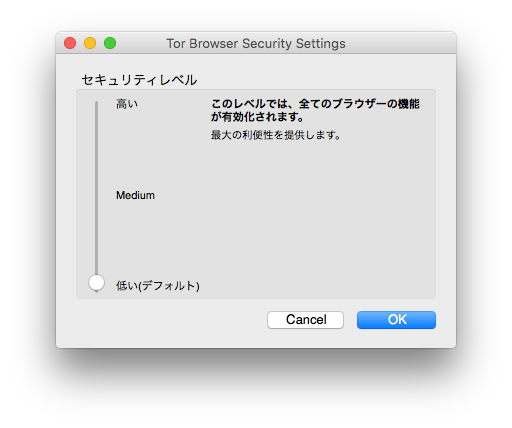 Tor Browser Security Settings
セキュリティレベル
高い
このレベルでは、全てのブラウザーの機能
が有効化されます。
最大の利便性を提供します。
Medium
低い(デフォルト)
Cancel
OK